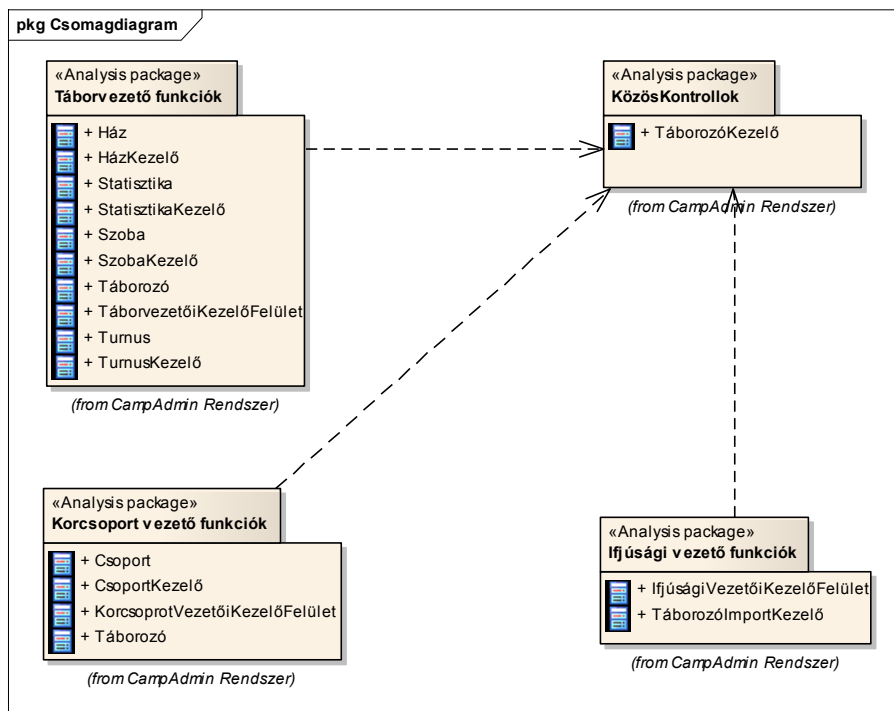 pkg Csomagdiagram
«Analysis package»
Táborvezető funkciók
+ Ház
+ HázKezelő
+ Statisztika
+ StatisztikaKezelő
+ Szoba
+ SzobaKezelő
+ Táborozó
+ TáborvezetőiKezelőFelület
+ Turnus
+ TurnusKezelő
(from CampAdmin Rendszer)
«Analysis package»
KözösKontrollok
+ TáborozóKezelő
(from CampAdmin Rendszer)
«Analysis package»
Korcsoport vezető funkciók
+ Csoport
+ CsoportKezelő
+ KorcsoprotVezetőiKezelőFelület
+ Táborozó
(from CampAdmin Rendszer)
«Analysis package»
Ifjúsági vezető funkciók
+ IfjúságiVezetőiKezelőFelület
+ TáborozóImportKezelő
(from CampAdmin Rendszer)